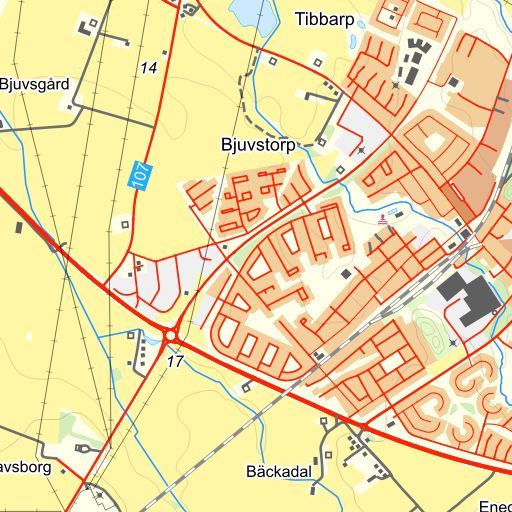 Tibbarp
14
Bjuvsgård
Bjuvstorp
107
17
avsborg
Bäckadal
Ened